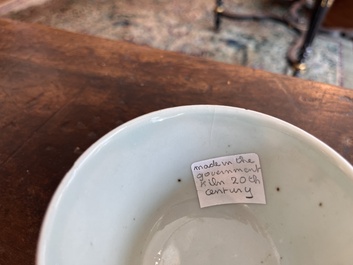 made in the
government
kiln 20th
century